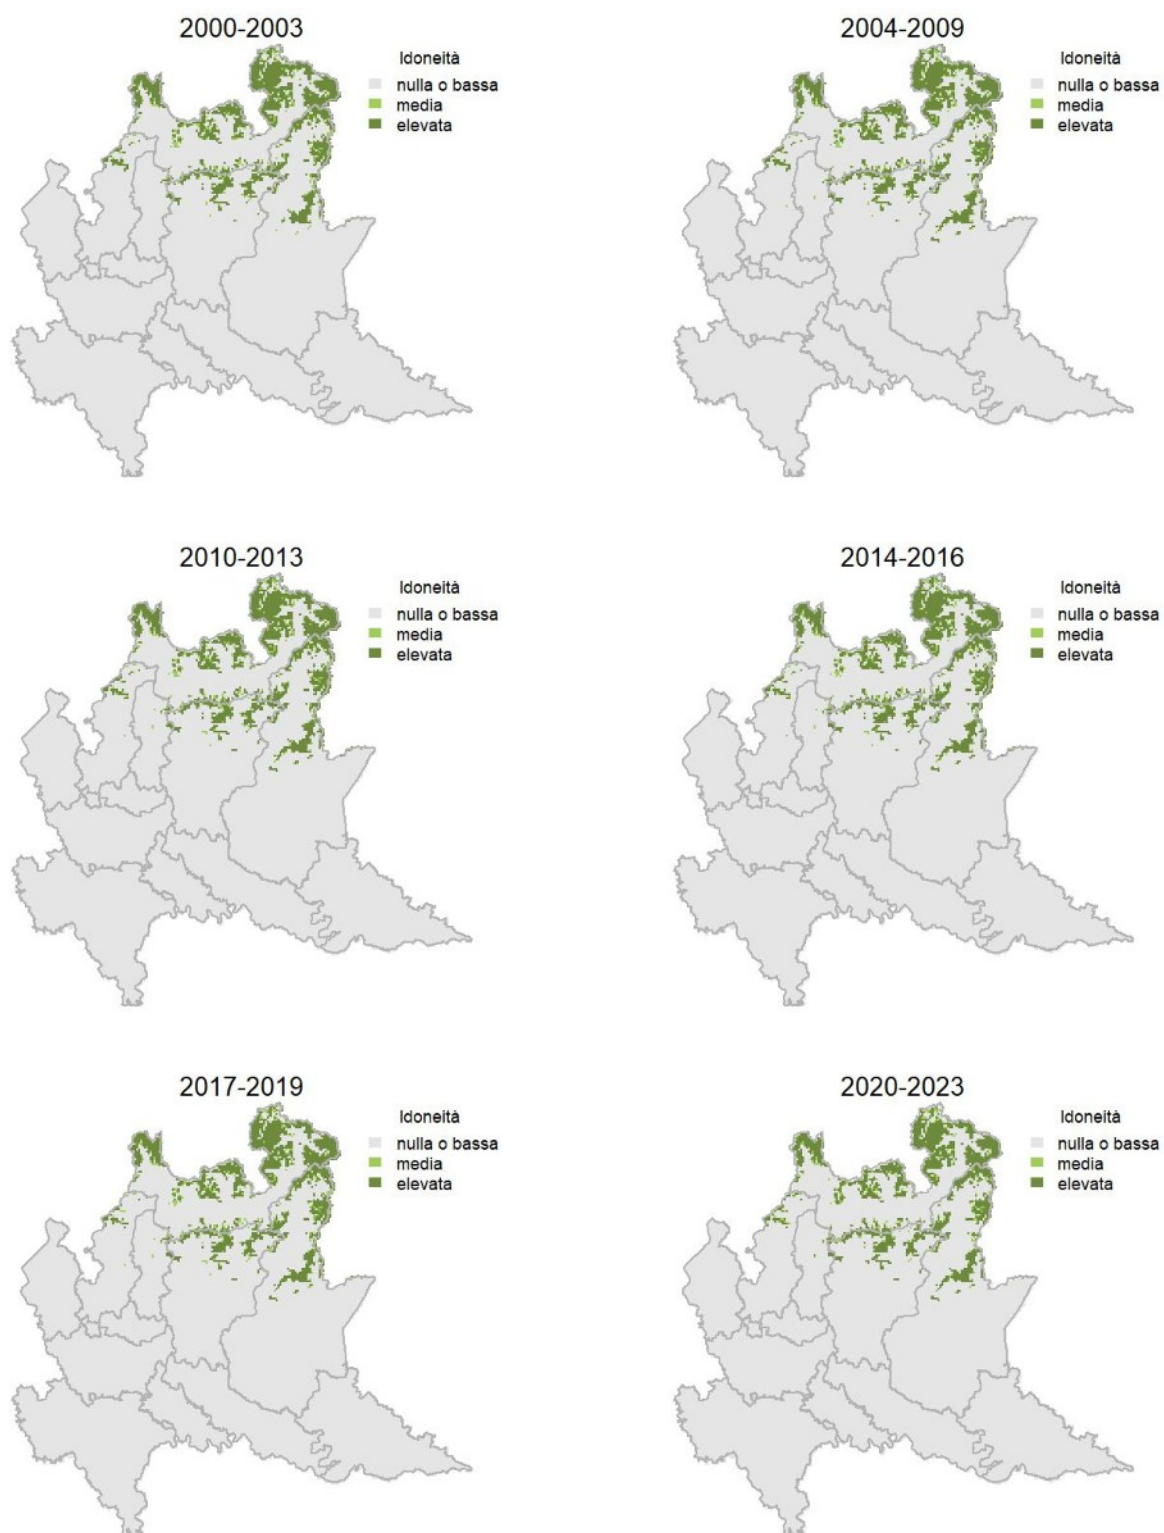 2000-2003
Idoneità
nulla o bassa
media
elevata
2004-2009
Idoneità
nulla o bassa
media
elevata
2010-2013
Idoneità
nulla o bassa
media
elevata
2014-2016
Idoneità
nulla o bassa
media
elevata
2017-2019
Idoneità
nulla o bassa
media
elevata
2020-2023
Idoneità
nulla o bassa
media
elevata